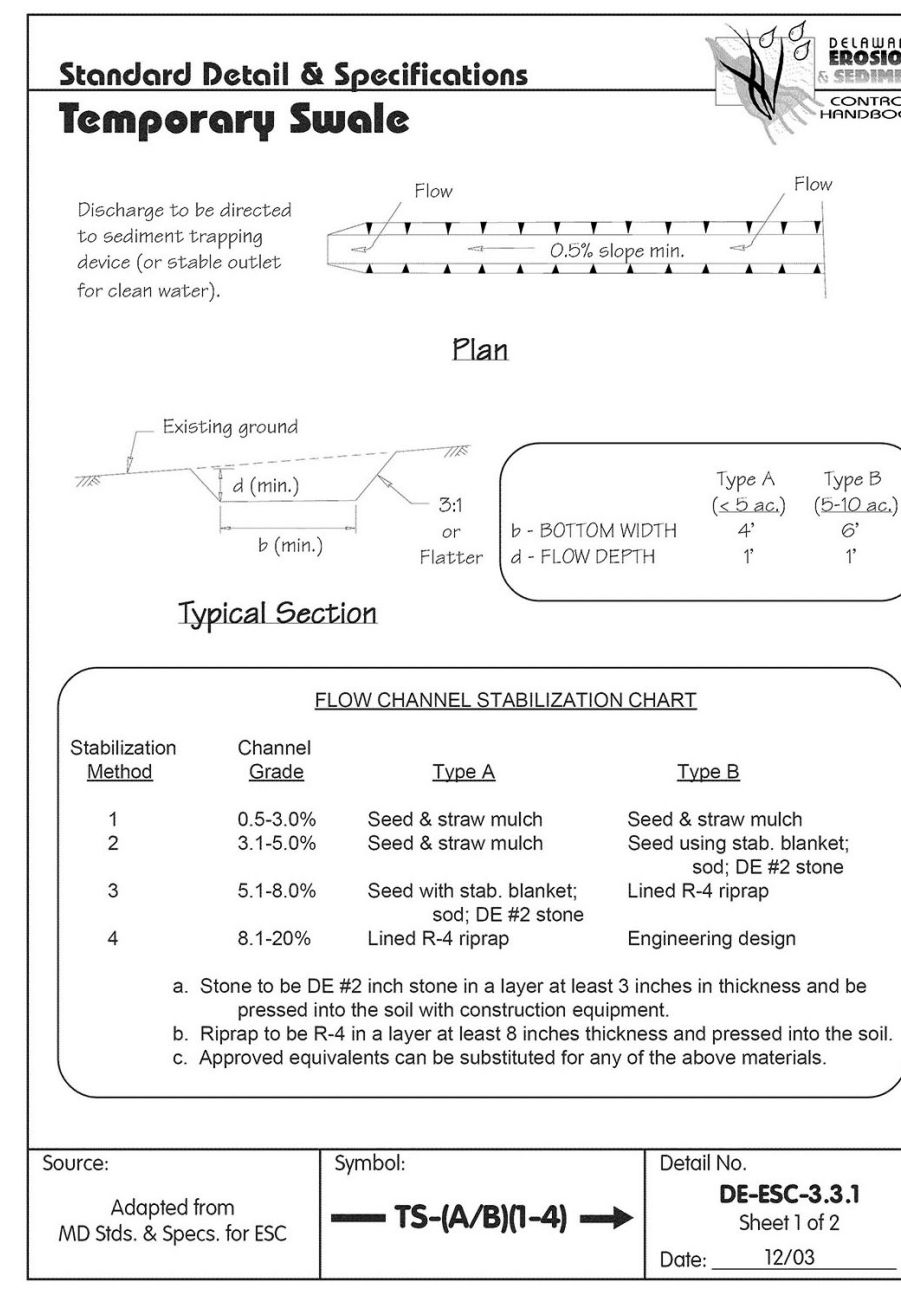 DELAWAR
EROSIO
& SEDIME
CONTRO
HANDBOO
Standard Detail & Specifications
Temporary Swale
Discharge to be directed
to sediment trapping
device (or stable outlet
for clean water).
Flow
Flow
0.5% slope min.
Plan
Existing ground
d (min.)
b (min.)
3:1
or
Flatter
Typical Section
Type A Type B
(< 5 ac.) (5-10 ac.)
b - BOTTOM WIDTH 4' 6'
d - FLOW DEPTH 1' 1'
FLOW CHANNEL STABILIZATION CHART
Stabilization Channel
Method Grade Type A Type B
1 0.5-3.0% Seed & straw mulch Seed & straw mulch
2 3.1-5.0% Seed & straw mulch Seed using stab. blanket;
sod; DE #2 stone
3 5.1-8.0% Seed with stab. blanket; Lined R-4 riprap
sod; DE #2 stone
4 8.1-20% Lined R-4 riprap Engineering design
a. Stone to be DE #2 inch stone in a layer at least 3 inches in thickness and be
pressed into the soil with construction equipment.
b. Riprap to be R-4 in a layer at least 8 inches thickness and pressed into the soil.
c. Approved equivalents can be substituted for any of the above materials.
Source:
Adapted from
MD Stds. & Specs. for ESC
Symbol:
TS-(A/B)(1-4)
Detail No.
DE-ESC-3.3.1
Sheet 1 of 2
Date: 12/03